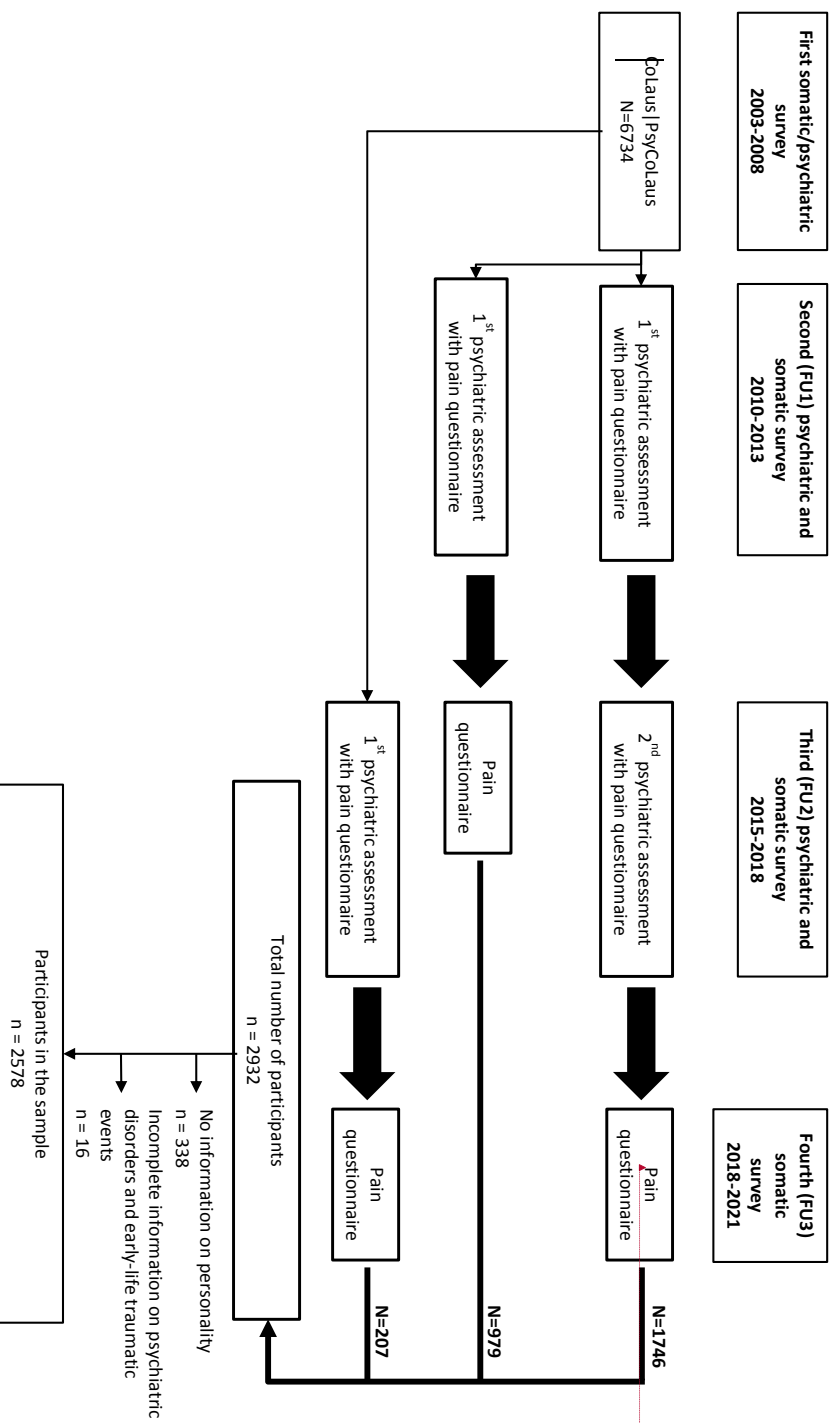 First somatic/psychiatric
survey
2003-2008
Second (FU1) psychiatric and
somatic survey
2010-2013
Third (FU2) psychiatric and
somatic survey
2015-2018
Fourth (FU3)
somatic
survey
2018-2021
CoLaus|PsyCoLaus
N=6734
1st psychiatric assessment
with pain questionnaire
2nd psychiatric assessment
with pain questionnaire
Pain
questionnaire
N=1746
1st psychiatric assessment
with pain questionnaire
Pain
questionnaire
N=979
1st psychiatric assessment
with pain questionnaire
Pain
questionnaire
N=207
Total number of participants
n = 2932
No information on personality
n = 338
Incomplete information on psychiatric
disorders and early-life traumatic
events
n = 16
Participants in the sample
n = 2578